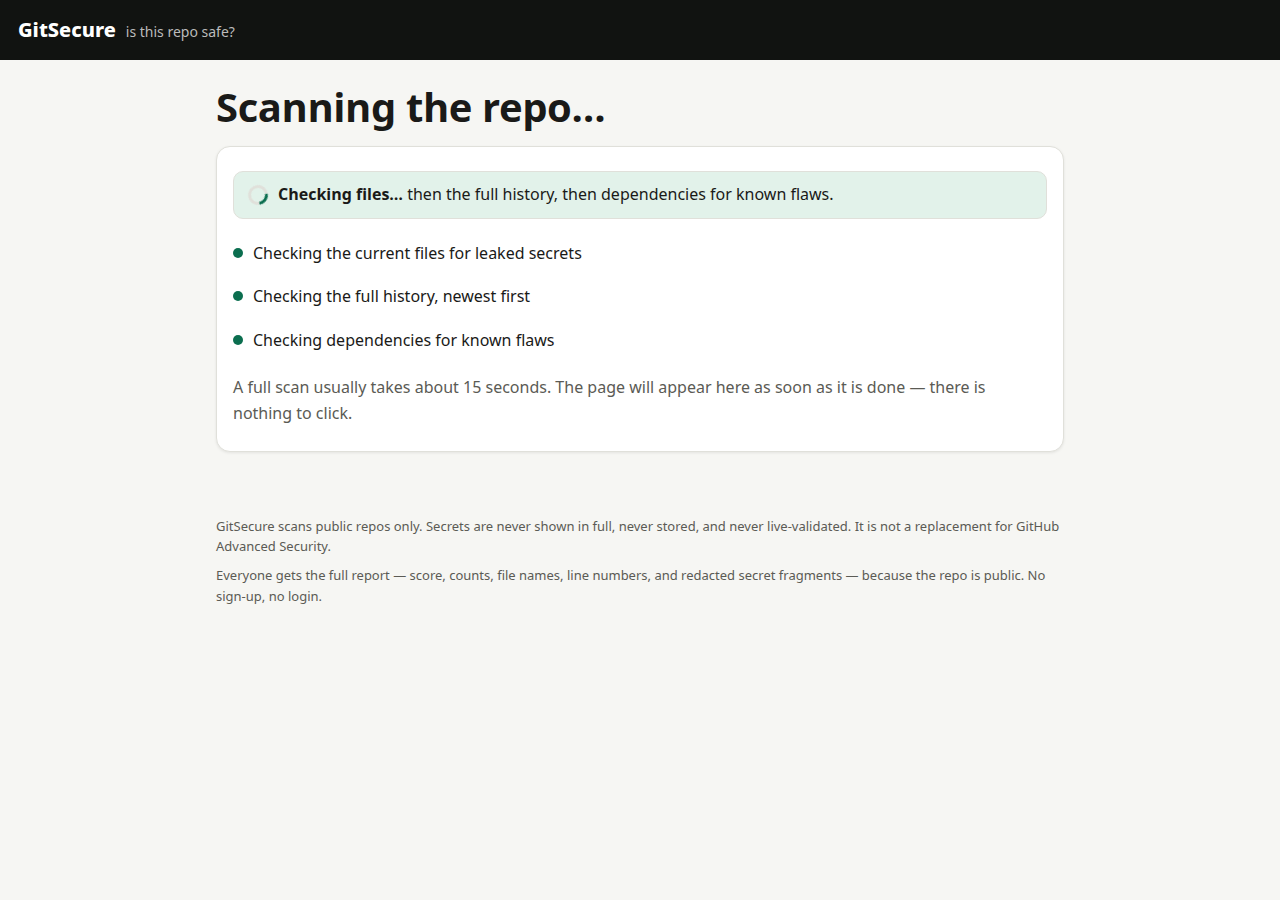 GitSecure is this repo safe?
Scanning the repo…
Checking files… then the full history, then dependencies for known flaws.
Checking the current files for leaked secrets
Checking the full history, newest first
Checking dependencies for known flaws
A full scan usually takes about 15 seconds. The page will appear here as soon as it is done — there is
nothing to click.
GitSecure scans public repos only. Secrets are never shown in full, never stored, and never live-validated. It is not a replacement for GitHub
Advanced Security.
Everyone gets the full report — score, counts, file names, line numbers, and redacted secret fragments — because the repo is public. No
sign-up, no login.